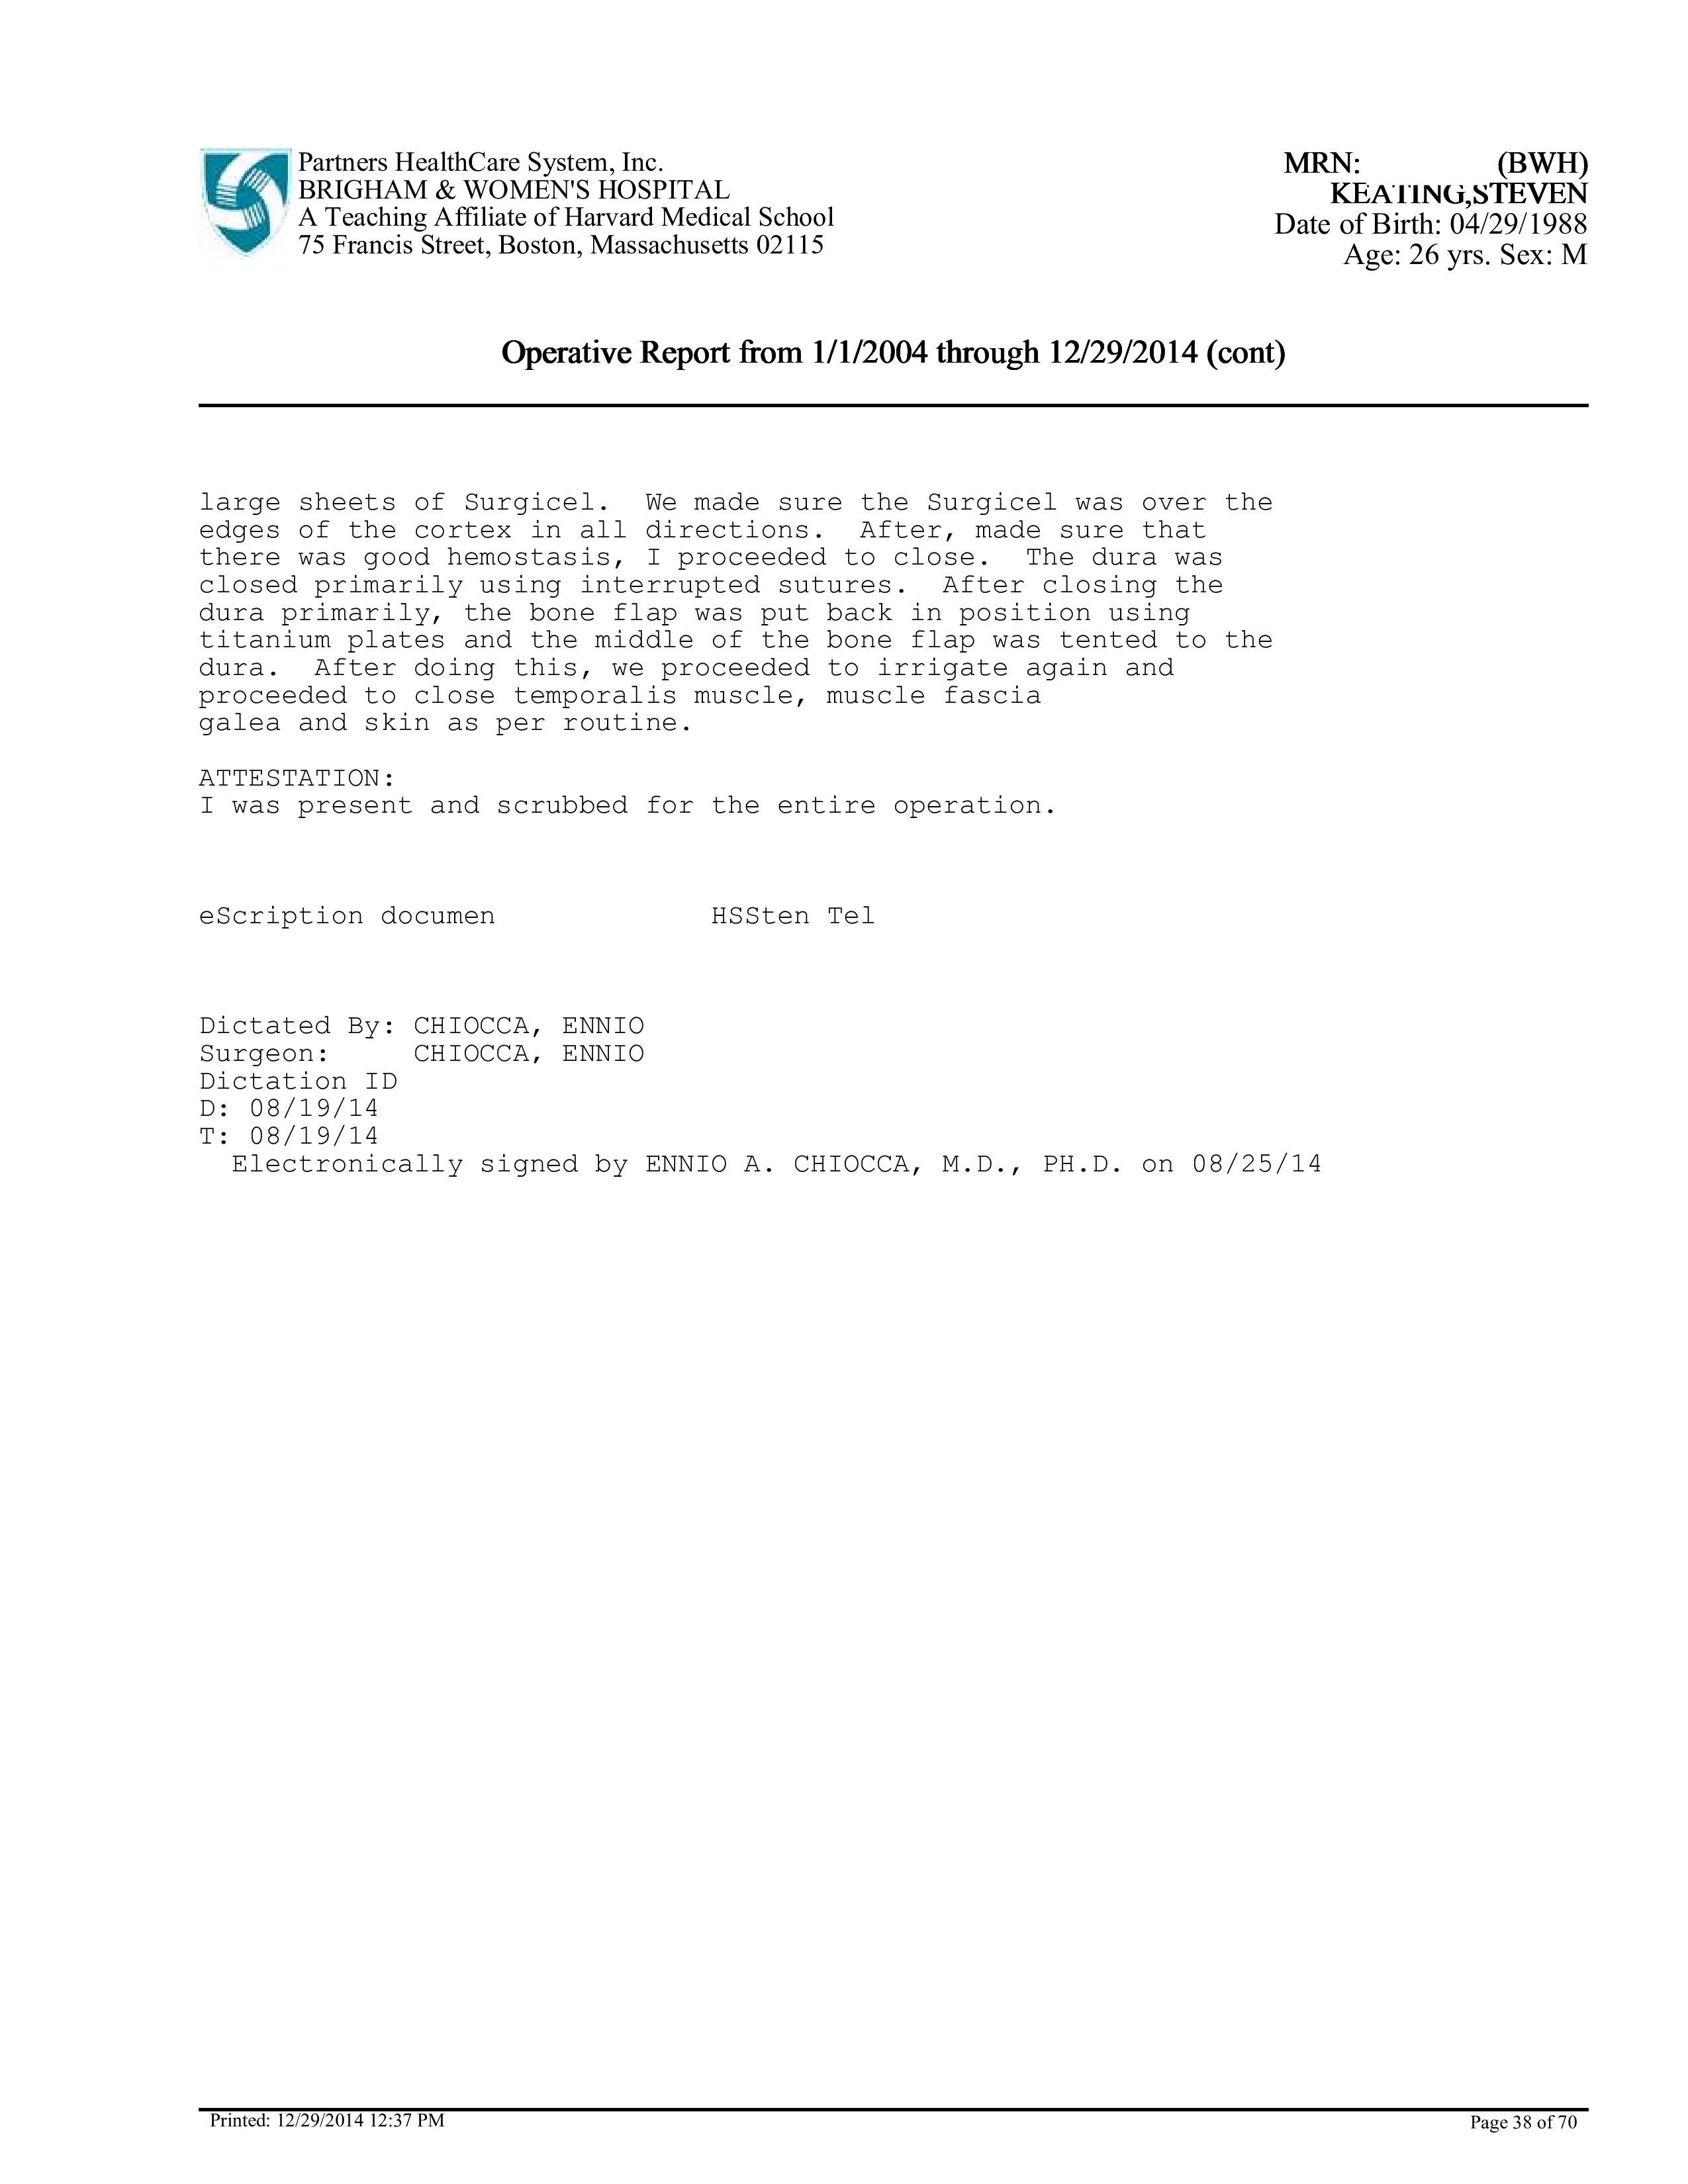 Partners HealthCare System, Inc.
BRIGHAM & WOMEN'S HOSPITAL
A Teaching Affiliate of Harvard Medical School
75 Francis Street, Boston, Massachusetts 02115
MRN: (BWH)
KEATING,STEVEN
Date of Birth: 04/29/1988
Age: 26 yrs. Sex: M
Operative Report from 1/1/2004 through 12/29/2014 (cont)
large sheets of Surgicel.  We made sure the Surgicel was over the
edges of the cortex in all directions.  After, made sure that
there was good hemostasis, I proceeded to close.  The dura was
closed primarily using interrupted sutures.  After closing the
dura primarily, the bone flap was put back in position using
titanium plates and the middle of the bone flap was tented to the
dura.  After doing this, we proceeded to irrigate again and
proceeded to close temporalis muscle, muscle fascia
galea and skin as per routine.
ATTESTATION:
I was present and scrubbed for the entire operation.
eScription documen HSSten Tel
Dictated By: CHIOCCA, ENNIO
Surgeon: CHIOCCA, ENNIO
Dictation ID
D: 08/19/14
T: 08/19/14
Electronically signed by ENNIO A. CHIOCCA, M.D., PH.D. on 08/25/14
Printed: 12/29/2014 12:37 PM
Page 38 of 70